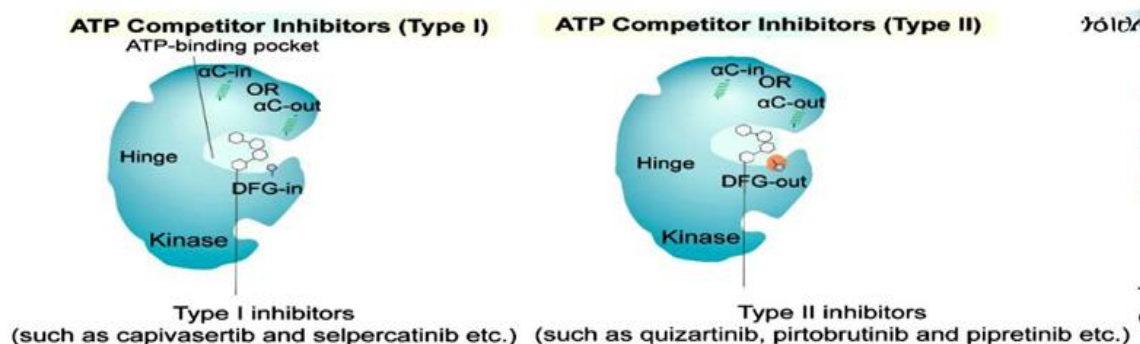 ATP Competitor Inhibitors (Type I)
ATP-binding pocket
αC-in
OR
αC-out
Hinge
DFG-in
Kinase
Type I inhibitors
(such as capivasertib and selpercatinib etc.)
ATP Competitor Inhibitors (Type II)
αC-in
OR
αC-out
Hinge
DFG-out
Kinase
Type II inhibitors
(such as quizartinib, pirtobrutinib and pipretinib etc.)